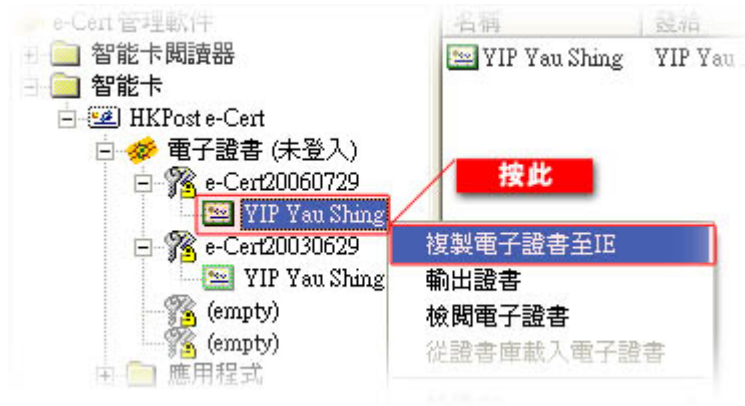 e-Cert 管理軟件
智能卡閱讀器
智能卡
HKPost e-Cert
電子證書 (未登入)
e-Cert20060729
YIP Yau Shing
e-Cert20030629
YIP Yau Shing
(empty)
(empty)
應用程式
名稱
發給
YIP Yau Shing
YIP Yau
按此
複製電子證書至IE
輸出證書
檢閱電子證書
從證書庫載入電子證書